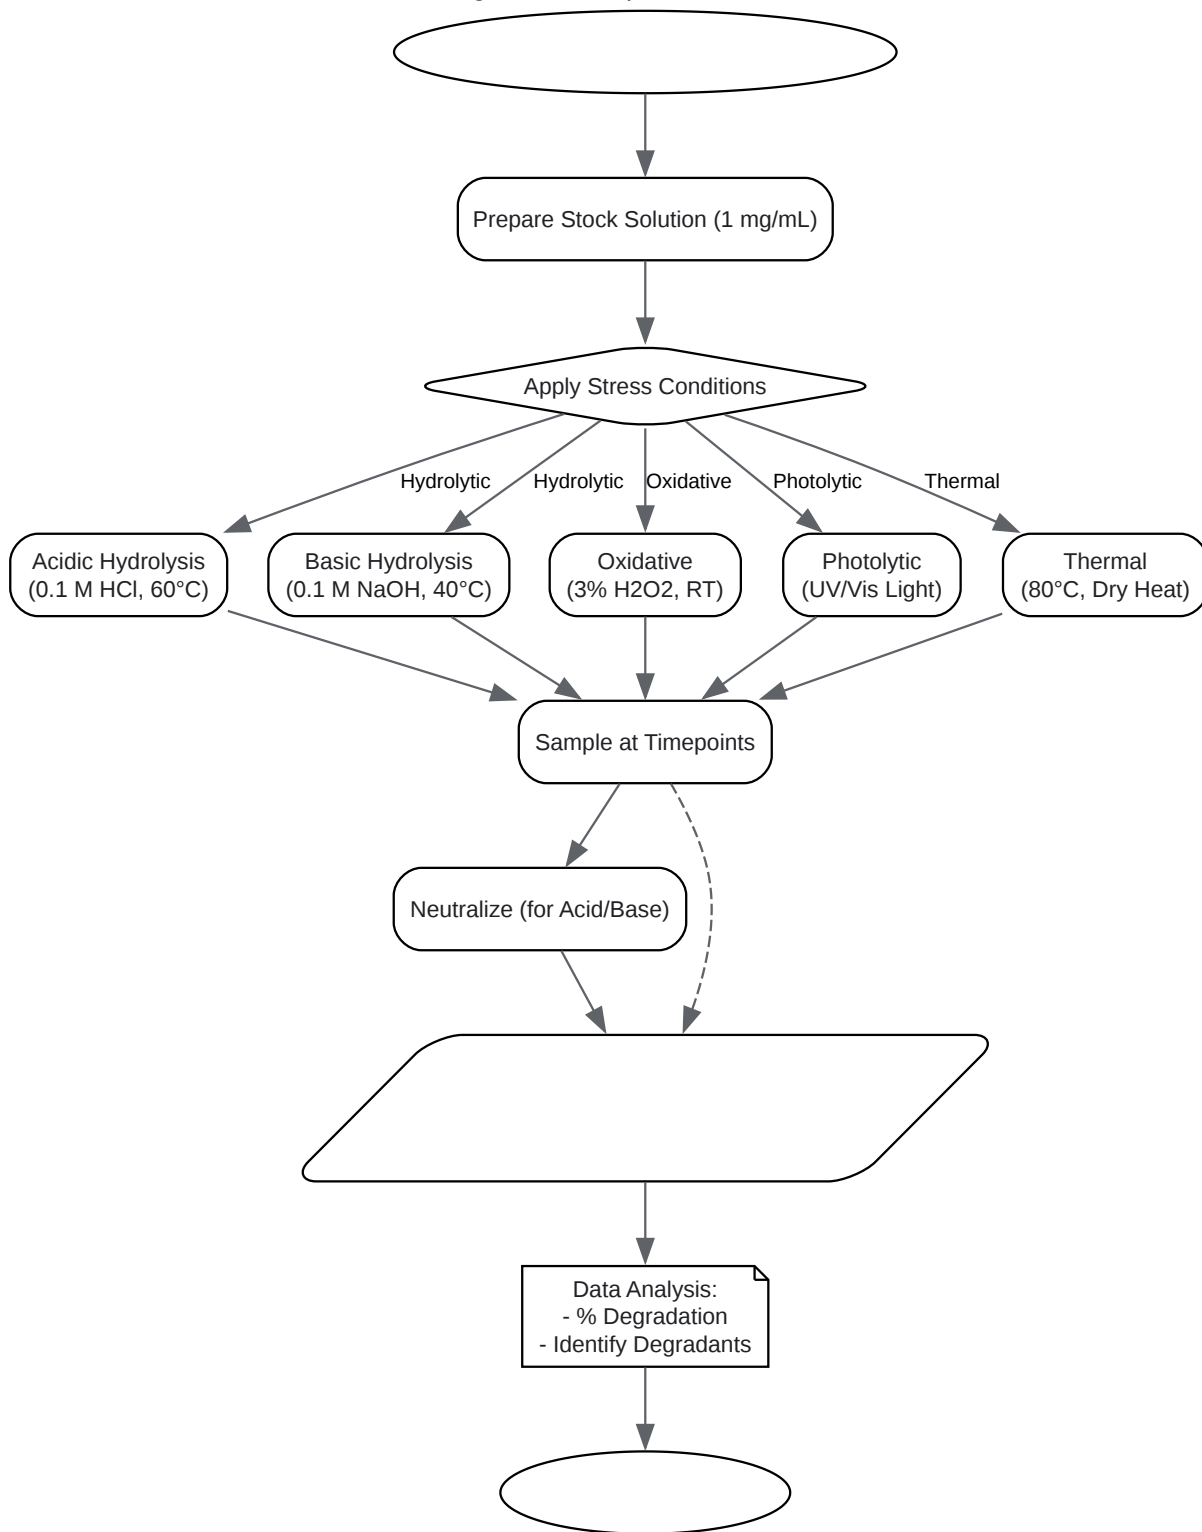 Prepare Stock Solution (1 mg/mL)
Apply Stress Conditions
Hydrolytic
Hydrolytic
Oxidative
Photolytic
Thermal
Acidic Hydrolysis
(0.1 M HCl, 60°C)
Basic Hydrolysis
(0.1 M NaOH, 40°C)
Oxidative
(3% H2O2, RT)
Photolytic
(UV/Vis Light)
Thermal
(80°C, Dry Heat)
Sample at Timepoints
Neutralize (for Acid/Base)
Data Analysis:
- % Degradation
- Identify Degradants